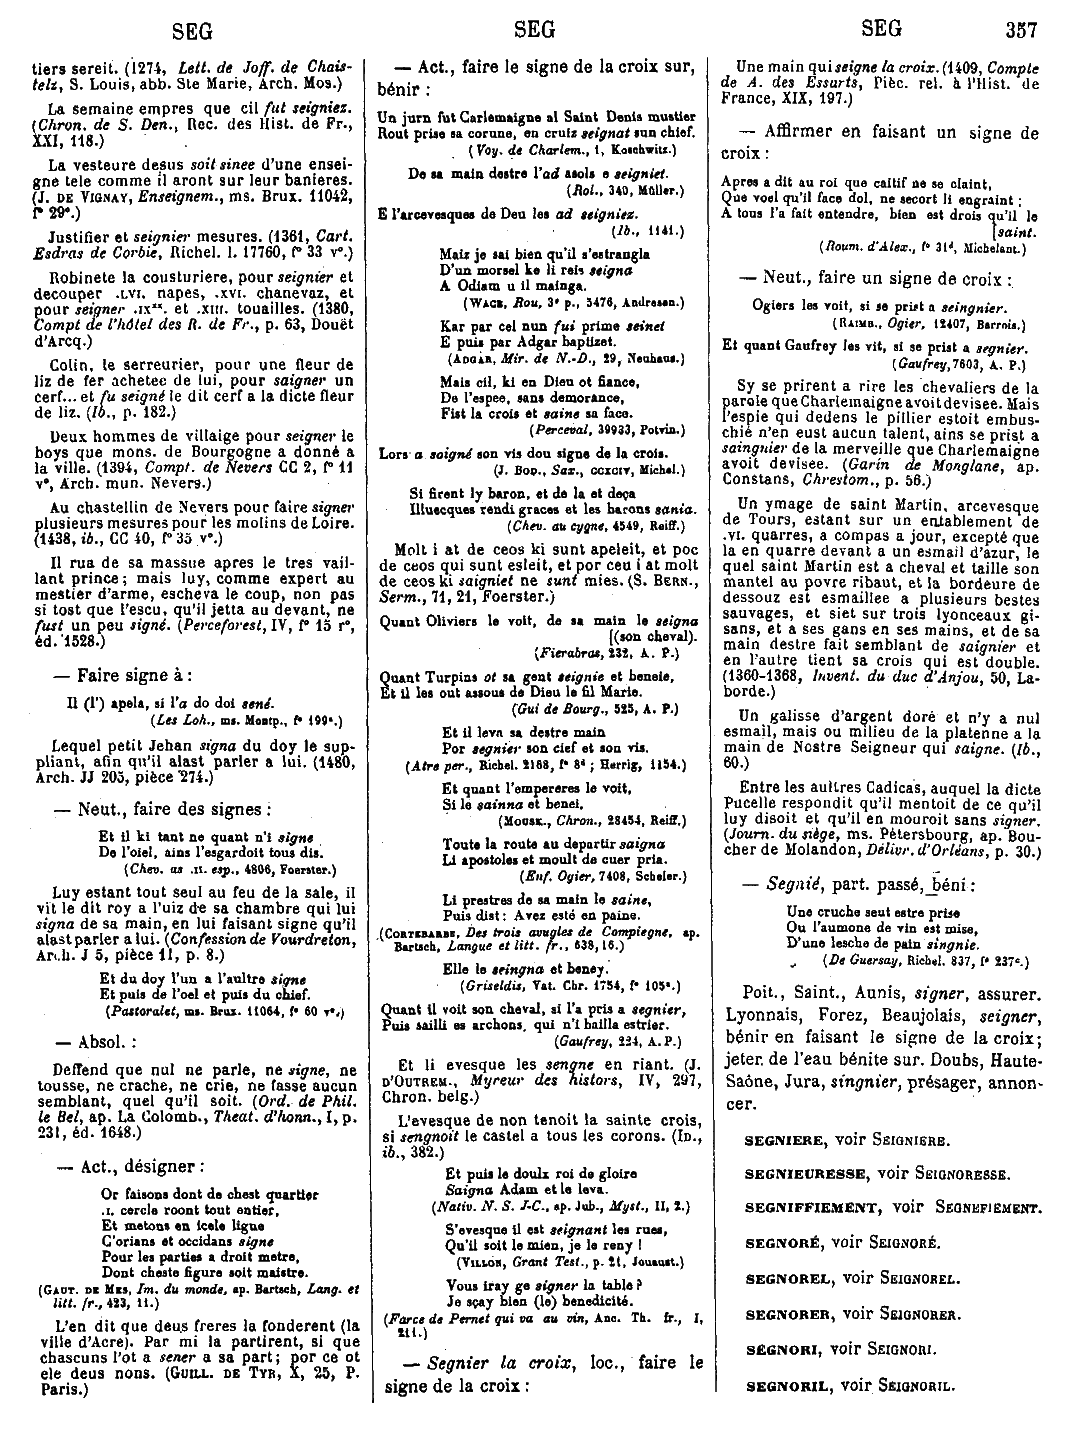 SEG
SEG
SEG 357
tiers sereit. (1274, Lett. de Joff. de Chais-
telz, S. Louis, abb. Ste Marie, Arch. Mos.)
La semaine empres que cil fut seigniez.
(Chron. de S. Den., Rec. des Hist. de Fr.,
XXI, 118.)
La vesteure desus soit sinee d'une ensei-
gne tele comme il aront sur leur banieres.
(J. DE VIGNAY, Enseignem., ms. Brux. 11042,
f° 29ᵉ.)
Justifier et seignier mesures. (1361, Cart.
Esdras de Corbie, Richel. l. 17760, f° 33 v°.)
Robinete la cousturiere, pour seignier et
decouper .LVI. napes, .XVI. chanevaz, et
pour seigner .IXˣˣ. et .XIII. touailles. (1380,
Compte de l'hôtel des R. de Fr., p. 63, Douët
d'Arcq.)
Colin, le serreurier, pour une fleur de
liz de fer achetee de lui, pour saigner un
cerf... et fu seigné le dit cerf a la dicte fleur
de liz. (Ib., p. 182.)
Deux hommes de villaige pour seigner le
boys que mons. de Bourgogne a donné a
la ville. (1394, Compt. de Nevers CC 2, f° 11
v°, Arch. mun. Nevers.)
Au chastellin de Nevers pour faire signer
plusieurs mesures pour les molins de Loire.
(1438, ib., CC 40, f° 35 v°.)
Il rua de sa massue apres le tres vail-
lant prince; mais luy, comme expert au
mestier d'arme, escheva le coup, non pas
si tost que l'escu, qu'il jetta au devant, ne
fust un peu signé. (Perceforest, IV, f° 15 r°,
éd. 1528.)
— Faire signe à :
Il (l') apela, si l'a do doi sené.
(Les Loh., ms. Montp., f° 199ᵉ.)
Lequel petit Jehan signa du doy le sup-
pliant, afin qu'il alast parler a lui. (1480,
Arch. JJ 205, pièce 274.)
— Neut., faire des signes :
Et il ki tant ne quant n'i signe
De l'oiel, ains l'esgardoit tous dis.
(Chev. as .II. esp., 4806, Foerster.)
Luy estant tout seul au feu de la sale, il
vit le dit roy a l'uiz de sa chambre qui lui
signa de sa main, en lui faisant signe qu'il
alast parler a lui. (Confession de Vourdreton,
Arch. J 5, pièce 11, p. 8.)
Et du doy l'un a l'aultre signe
Et puis de l'oel et puis du chief.
(Pastoralet, ms. Brux. 11064, f° 60 v°.)
— Absol. :
Deffend que nul ne parle, ne signe, ne
tousse, ne crache, ne crie, ne fasse aucun
semblant, quel qu'il soit. (Ord. de Phil.
le Bel, ap. La Colomb., Theat. d'honn., I, p.
231, éd. 1648.)
— Act., désigner :
Or faisons dont de chest quartier
.I. cercle roont tout entier,
Et metons en icele ligne
C'orians et occidans signe
Pour les parties a droit metre,
Dont cheste figure soit maistre.
(GAUT. DE MES, Im. du monde, ap. Bartsch, Lang. et
litt. fr., 423, 11.)
L'en dit que deus freres la fonderent (la
ville d'Acre). Par mi la partirent, si que
chascuns l'ot a sener a sa part; por ce ot
ele deus nons. (GUILL. DE TYR, X, 25, P.
Paris.)
— Act., faire le signe de la croix sur,
bénir :
Un jurn fut Carlemaigne al Saint Denis mustier
Rout prise sa corune, en cruiz seignat sun chief.
(Voy. de Charlem., 1, Koschwitz.)
De sa main destre l'ad asols e seigniet.
(Rol., 340, Müller.)
E l'arcevesques de Deu les ad seigniez.
(Ib., 1141.)
Maiz je sai bien qu'il s'estrangla
D'un morsel ke li reis seigna
A Odiam u il mainga.
(WACE, Rou, 3ᵉ p., 5476, Andresen.)
Kar par cel nun fui prime seinet
E puis par Adgar baptizet.
(ADGAR, Mir. de N.-D., 29, Neuhaus.)
Mais cil, ki en Dieu ot fiance,
De l'espee, sans demorance,
Fist la crois et saine sa face.
(Perceval, 39933, Potvin.)
Lors a saigné son vis dou signe de la crois.
(J. BOD., Sax., CCXCIV, Michel.)
Si firent ly baron, et de la et deça
Illuecques rendi graces et les barons sania.
(Chev. au cygne, 4549, Reiff.)
Molt i at de ceos ki sunt apeleit, et poc
de ceos qui sunt esleit, et por ceu i at molt
de ceos ki saigniet ne sunt mies. (S. BERN.,
Serm., 71, 21, Foerster.)
Quant Oliviers le voit, de sa main le seigna
[(son cheval).
(Fierabras, 232, A. P.)
Quant Turpins ot sa gent seignie et beneie,
Et il les out assous de Dieu le fil Marie.
(Gui de Bourg., 525, A. P.)
Et il leva sa destre main
Por segnier son cief et son vis.
(Atre per., Richel. 2168, f° 8ᵈ; Herrig, 1154.)
Et quant l'empereres le voit,
Si le sainna et benei.
(MOUSK., Chron., 28454, Reiff.)
Toute la route au departir saigna
Li apostoles et moult de cuer pria.
(Enf. Ogier, 7408, Scheler.)
Li prestres de sa main le saine,
Puis dist : Avez esté en paine.
(CORTEBARBE, Des trois avugles de Compiegne, ap.
Bartsch, Langue et litt. fr., 638, 16.)
Elle le seingna et beney.
(Griseldis, Vat. Chr. 1754, f° 105ᵉ.)
Quant il voit son cheval, si l'a pris a segnier,
Puis sailli es archons, qui n'i bailla estrier.
(Gaufrey, 224, A. P.)
Et li evesque les sengne en riant. (J.
D'OUTREM., Myreur des histors, IV, 297,
Chron. belg.)
L'evesque de non tenoit la sainte crois,
si sengnoit le castel a tous les corons. (ID.,
ib., 382.)
Et puis le doulx roi de gloire
Saigna Adam et le leva.
(Nativ. N. S. J-C., ap. Jub., Myst., II, 2.)
S'evesque il est seignant les rues,
Qu'il soit le mien, je le reny !
(VILLON, Grant Test., p. 21, Jouaust.)
Vous iray ge signer la table?
Je sçay bien (le) benedicité.
(Farce de Pernet qui va au vin, Anc. Th. fr., I,
211.)
— Segnier la croix, loc., faire le
signe de la croix :
Une main qui seigne la croix. (1409, Compte
de A. des Essarts, Pièc. rel. à l'Hist. de
France, XIX, 197.)
— Affirmer en faisant un signe de
croix :
Apres a dit au roi que caitif ne se claint,
Que voel qu'il face dol, ne secort li engraint :
A tous l'a fait entendre, bien est drois qu'il le
[saint.
(Roum. d'Alex., f° 31ᵈ, Michelant.)
— Neut., faire un signe de croix :
Ogiers les voit, si se prist a seingnier.
(RAIMB., Ogier, 12407, Barrois.)
Et quant Gaufrey les vit, si se prist a segnier.
(Gaufrey, 7603, A. P.)
Sy se prirent a rire les chevaliers de la
parole que Charlemaigne avoit devisee. Mais
l'espie qui dedens le pillier estoit embus-
chié n'en eust aucun talent, ains se prist a
saingnier de la merveille que Charlemaigne
avoit devisee. (Garin de Monglane, ap.
Constans, Chrestom., p. 56.)
Un ymage de saint Martin, arcevesque
de Tours, estant sur un entablement de
.VI. quarres, a compas a jour, excepté que
la en quarre devant a un esmail d'azur, le
quel saint Martin est a cheval et taille son
mantel au povre ribaut, et la bordeure de
dessouz est esmaillee a plusieurs bestes
sauvages, et siet sur trois lyonceaux gi-
sans, et a ses gans en ses mains, et de sa
main destre fait semblant de saignier et
en l'autre tient sa crois qui est double.
(1360-1368, Invent. du duc d'Anjou, 50, La-
borde.)
Un galisse d'argent doré et n'y a nul
esmail, mais ou milieu de la platenne a la
main de Nostre Seigneur qui saigne. (Ib.,
60.)
Entre les aultres Cadicas, auquel la dicte
Pucelle respondit qu'il mentoit de ce qu'il
luy disoit et qu'il en mouroit sans signer.
(Journ. du siège, ms. Pétersbourg, ap. Bou-
cher de Molandon, Délivr. d'Orléans, p. 30.)
— Segnié, part. passé, béni :
Une cruche seut estre prise
Ou l'aumone de vin est mise,
D'une lesche de pain singnie.
(De Guersay, Richel. 837, f° 237ᶜ.)
Poit., Saint., Aunis, signer, assurer.
Lyonnais, Forez, Beaujolais, seigner,
bénir en faisant le signe de la croix;
jeter de l'eau bénite sur. Doubs, Haute-
Saône, Jura, singnier, présager, annon-
cer.
SEGNIERE, voir SEIGNIERE.
SEGNIEURESSE, voir SEIGNORESSE.
SEGNIFFIEMENT, voir SEGNEFIEMENT.
SEGNORÉ, voir SEIGNORÉ.
SEGNOREL, voir SEIGNOREL.
SEGNORER, voir SEIGNORER.
SEGNORI, voir SEIGNORI.
SEGNORIL, voir SEIGNORIL.